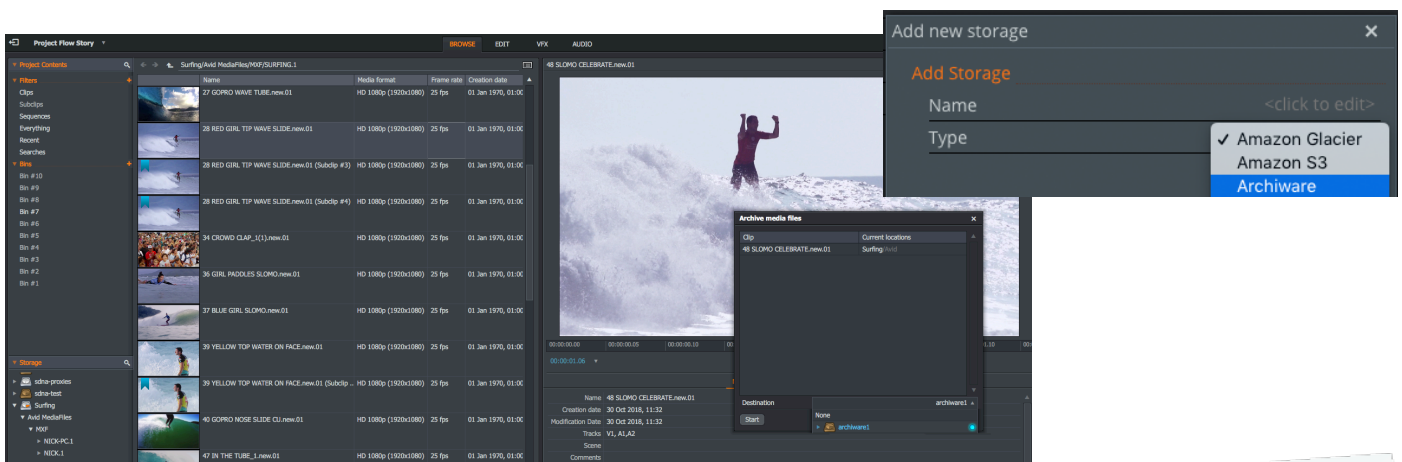 Project Flow Story
BROWSE EDIT VFX AUDIO
Project Contents
Filters
Clips
Subclips
Sequences
Everything
Recent
Searches
Bins
Bin #10
Bin #9
Bin #8
Bin #7
Bin #6
Bin #5
Bin #4
Bin #3
Bin #2
Bin #1
Storage
sdna-proxies
sdna-test
Surfing
Avid MediaFiles
MXF
NICK-PC.1
NICK.1
Surfing/Avid MediaFiles/MXF/SURFING.1
Name Media format Frame rate Creation date
27 GOPRO WAVE TUBE.new.01 HD 1080p (1920x1080) 25 fps 01 Jan 1970, 01:00
28 RED GIRL TIP WAVE SLIDE.new.01 HD 1080p (1920x1080) 25 fps 01 Jan 1970, 01:00
28 RED GIRL TIP WAVE SLIDE.new.01 (Subclip #3) HD 1080p (1920x1080) 25 fps 01 Jan 1970, 01:00
28 RED GIRL TIP WAVE SLIDE.new.01 (Subclip #4) HD 1080p (1920x1080) 25 fps 01 Jan 1970, 01:00
34 CROWD CLAP_1(1).new.01 HD 1080p (1920x1080) 25 fps 01 Jan 1970, 01:00
36 GIRL PADDLES SLOMO.new.01 HD 1080p (1920x1080) 25 fps 01 Jan 1970, 01:00
37 BLUE GIRL SLOMO.new.01 HD 1080p (1920x1080) 25 fps 01 Jan 1970, 01:00
39 YELLOW TOP WATER ON FACE.new.01 HD 1080p (1920x1080) 25 fps 01 Jan 1970, 01:00
39 YELLOW TOP WATER ON FACE.new.01 (Subclip ... HD 1080p (1920x1080) 25 fps 01 Jan 1970, 01:00
40 GOPRO NOSE SLIDE CU.new.01 HD 1080p (1920x1080) 25 fps 01 Jan 1970, 01:00
47 IN THE TUBE_1.new.01 HD 1080p (1920x1080) 25 fps 01 Jan 1970, 01:00
48 SLOMO CELEBRATE.new.01
00:00:00.00 00:00:00.05 00:00:00.10
00:00:01.06
Name 48 SLOMO CELEBRATE.new.01
Creation date 30 Oct 2018, 11:32
Modification Date 30 Oct 2018, 11:32
Tracks V1, A1,A2
Scene
Comments
Archive media files
Clip Current locations
48 SLOMO CELEBRATE.new.01 Surfing/Avid
Destination archiware1
Start
None
archiware1
Add new storage
Add Storage
Name <click to edit>
Type
Amazon Glacier
Amazon S3
Archiware